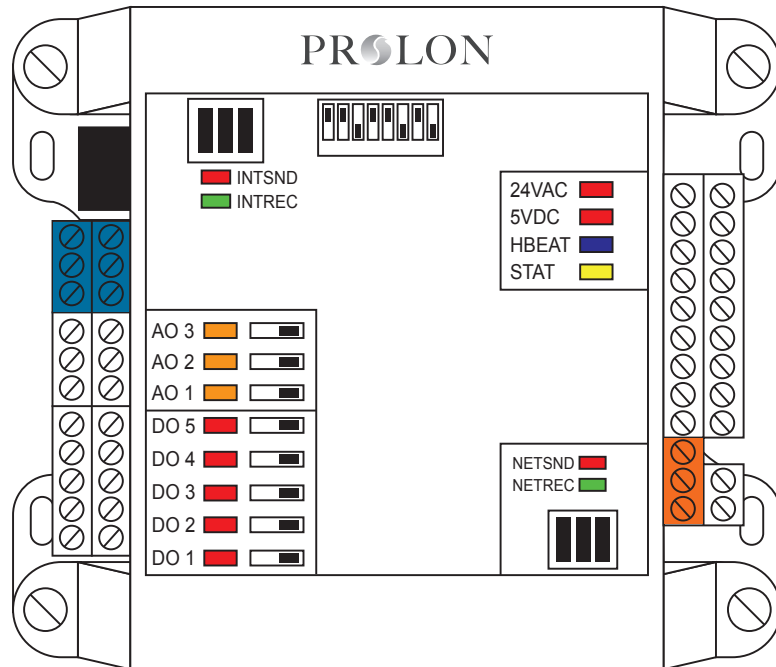 PROLON
INTSND
INTREC
24VAC
5VDC
HBEAT
STAT
AO 3
AO 2
AO 1
DO 5
DO 4
DO 3
DO 2
DO 1
NETSND
NETREC